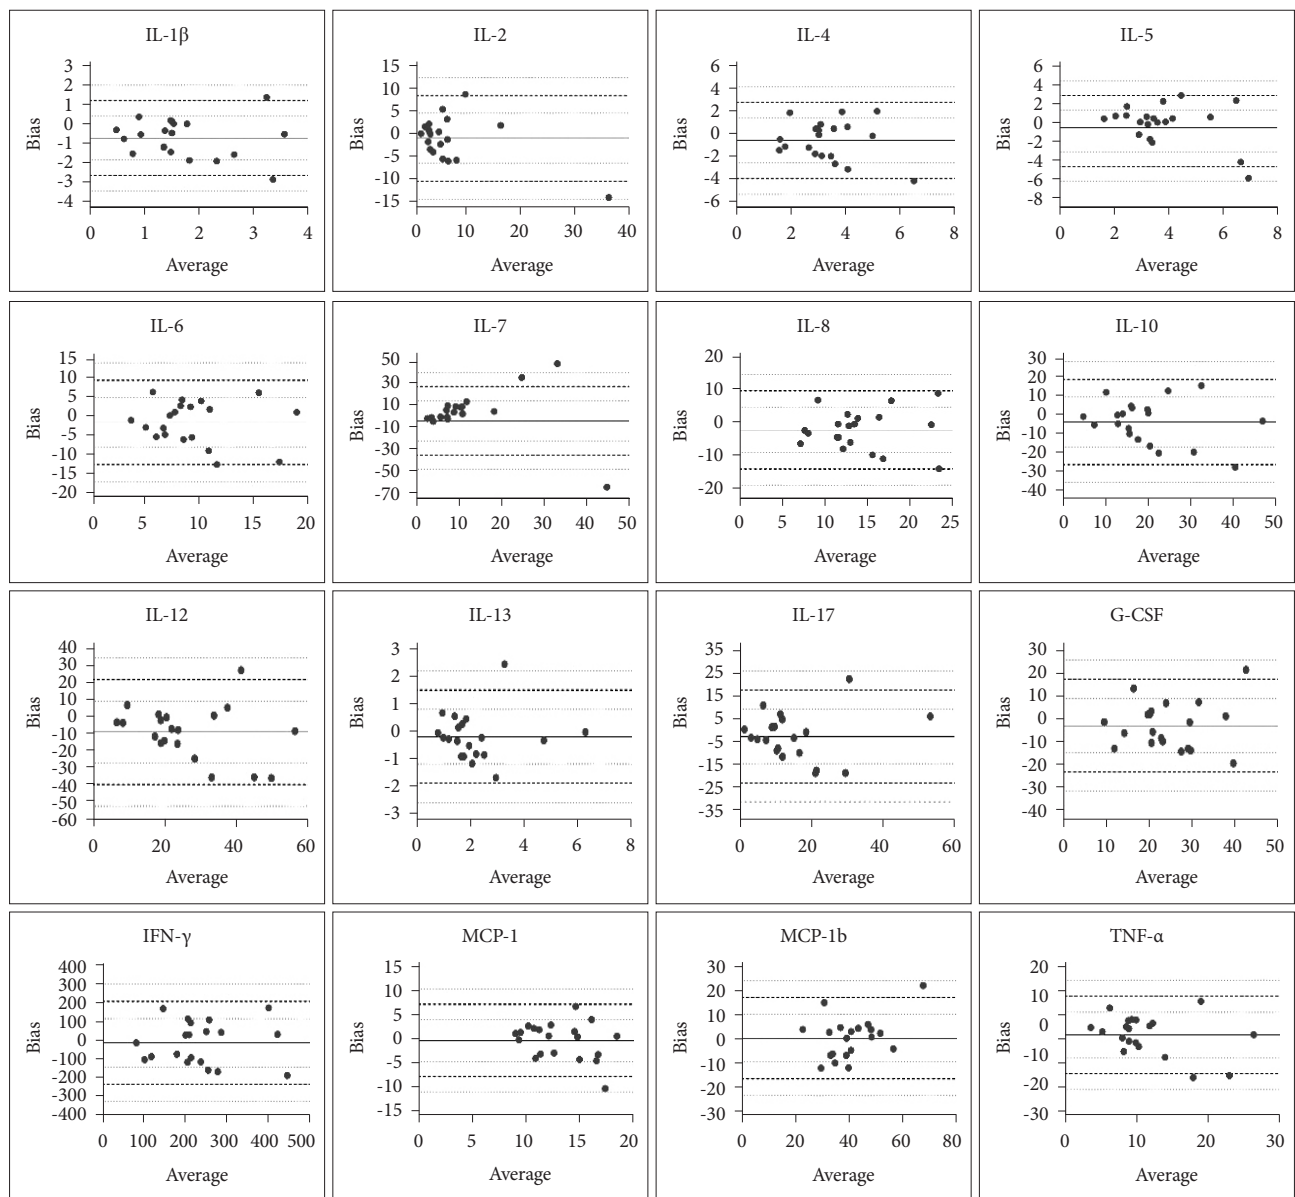 IL-1β
3
2
1
0
-1
-2
-3
-4
Bias
0 1 2 3 4
Average
IL-2
15
10
5
0
-5
-10
-15
Bias
0 10 20 30 40
Average
IL-4
6
4
2
0
-2
-4
-6
Bias
0 2 4 6 8
Average
IL-5
6
4
2
0
-2
-4
-6
-8
Bias
0 2 4 6 8
Average
IL-6
15
10
5
0
-5
-10
-15
-20
Bias
0 5 10 15 20
Average
IL-7
50
30
10
-10
-30
-50
-70
Bias
0 10 20 30 40 50
Average
IL-8
20
10
0
-10
-20
Bias
0 5 10 15 20 25
Average
IL-10
30
20
10
0
-10
-20
-30
-40
Bias
0 10 20 30 40 50
Average
IL-12
40
30
20
10
0
-10
-20
-30
-40
-50
-60
Bias
0 20 40 60
Average
IL-13
3
2
1
0
-1
-2
-3
Bias
0 2 4 6 8
Average
IL-17
35
25
15
5
-5
-15
-25
-35
Bias
0 20 40 60
Average
G-CSF
30
20
10
0
-10
-20
-30
-40
Bias
0 10 20 30 40 50
Average
IFN-γ
400
300
200
100
0
-100
-200
-300
-400
Bias
0 100 200 300 400 500
Average
MCP-1
15
10
5
0
-5
-10
-15
Bias
0 5 10 15 20
Average
MCP-1b
30
20
10
0
-10
-20
-30
Bias
0 20 40 60 80
Average
TNF-α
20
10
0
-10
-20
-30
Bias
0 10 20 30
Average